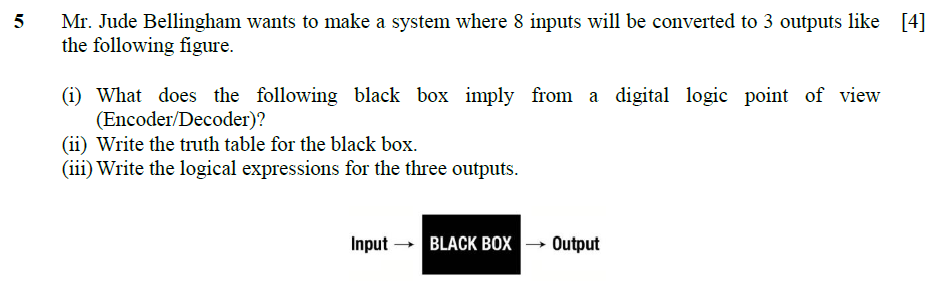 5 Mr. Jude Bellingham wants to make a system where 8 inputs will be converted to 3 outputs like [4]
the following figure.
(i) What does the following black box imply from a digital logic point of view
(Encoder/Decoder)?
(ii) Write the truth table for the black box.
(iii) Write the logical expressions for the three outputs.
Input → BLACK BOX → Output